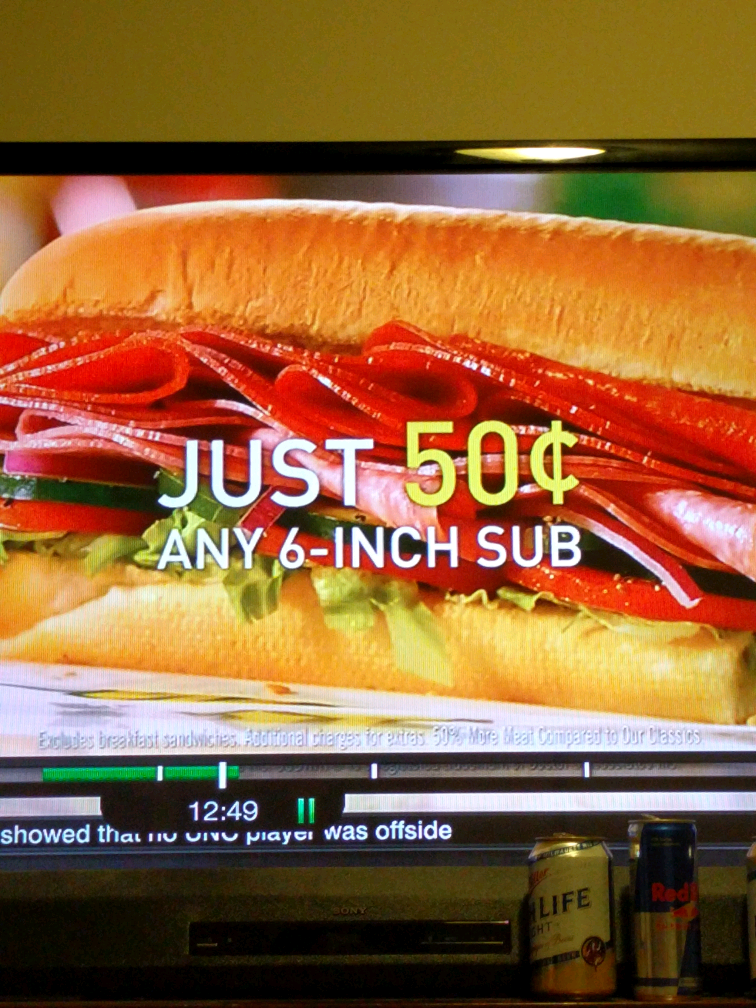 JUST 50¢
ANY 6-INCH SUB
Excludes breakfast sandwiches. Additional charges for extras. 50% More Meat Compared to Our Classics.
12:49
showed that no UNC player was offside
SONY
LIFE
Red